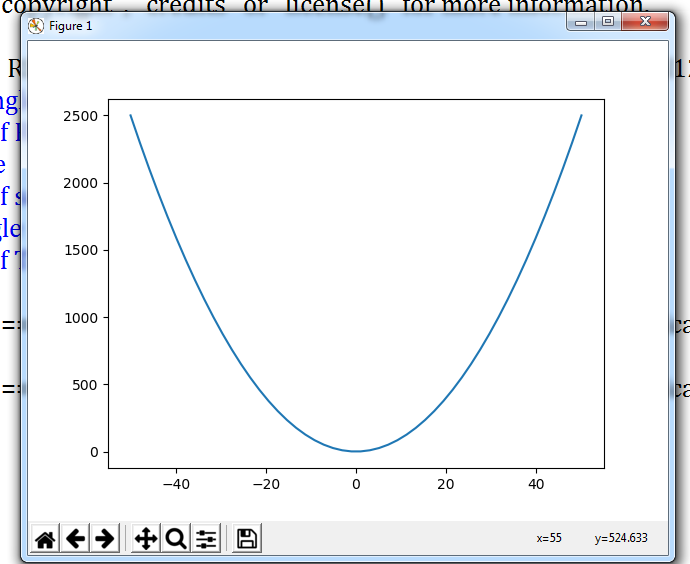 copyright", "credits" or "license()" for more information.
Figure 1
2500
2000
1500
1000
500
0
−40 −20 0 20 40
x=55 y=524.633